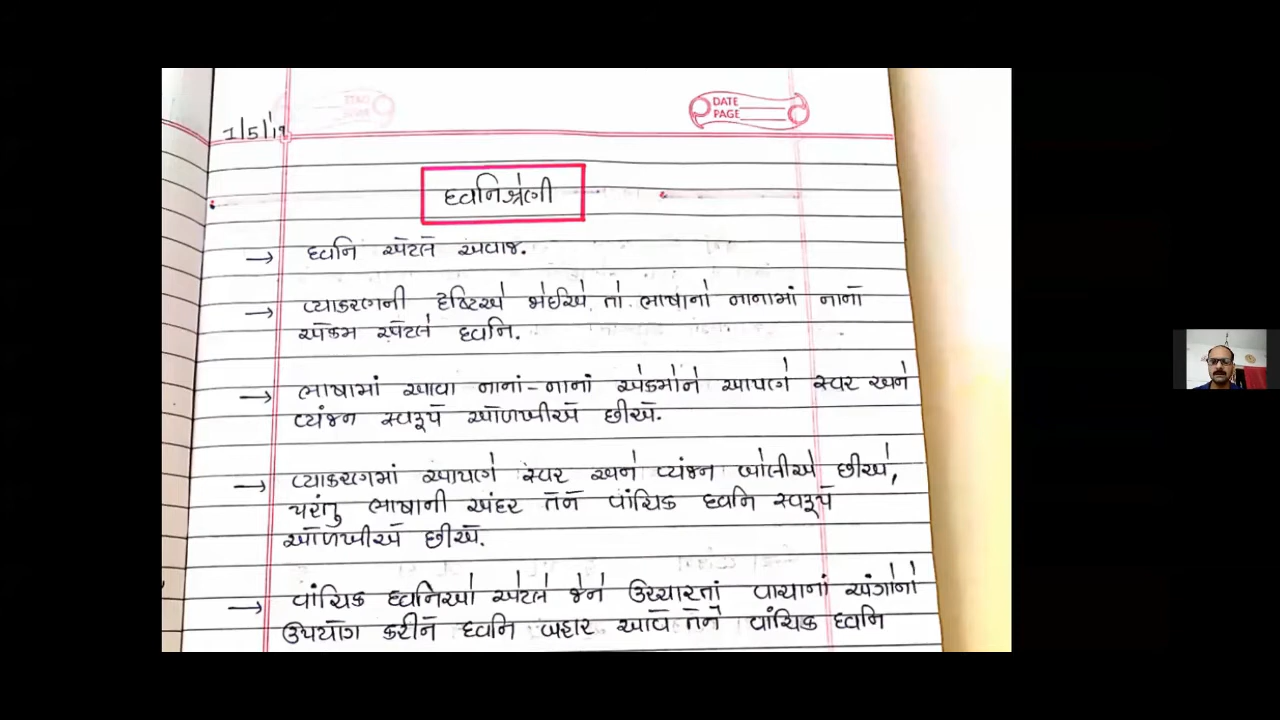 DATE
PAGE
1/5/19
ધ્વનિશ્રેણી
→ ધ્વનિ એટલે અવાજ.
→ વ્યાકરણની દૃષ્ટિએ જોઈએ તો ભાષાનો નાનામાં નાનો
એકમ એટલે ધ્વનિ.
→ ભાષામાં આવા નાનાં-નાનાં એકમોને આપણે સ્વર અને
વ્યંજન સ્વરૂપે ઓળખીએ છીએ.
→ વ્યાકરણમાં આપણે સ્વર અને વ્યંજન બોલીએ છીએ,
પરંતુ ભાષાની અંદર તેને વાચિક ધ્વનિ સ્વરૂપે
ઓળખીએ છીએ.
→ વાંચિક ધ્વનિઓ એટલે જેને ઉચ્ચારતાં વાચાનાં અંગોનો
ઉપયોગ કરીને ધ્વનિ બહાર આવે તેને વાંચિક ધ્વનિ